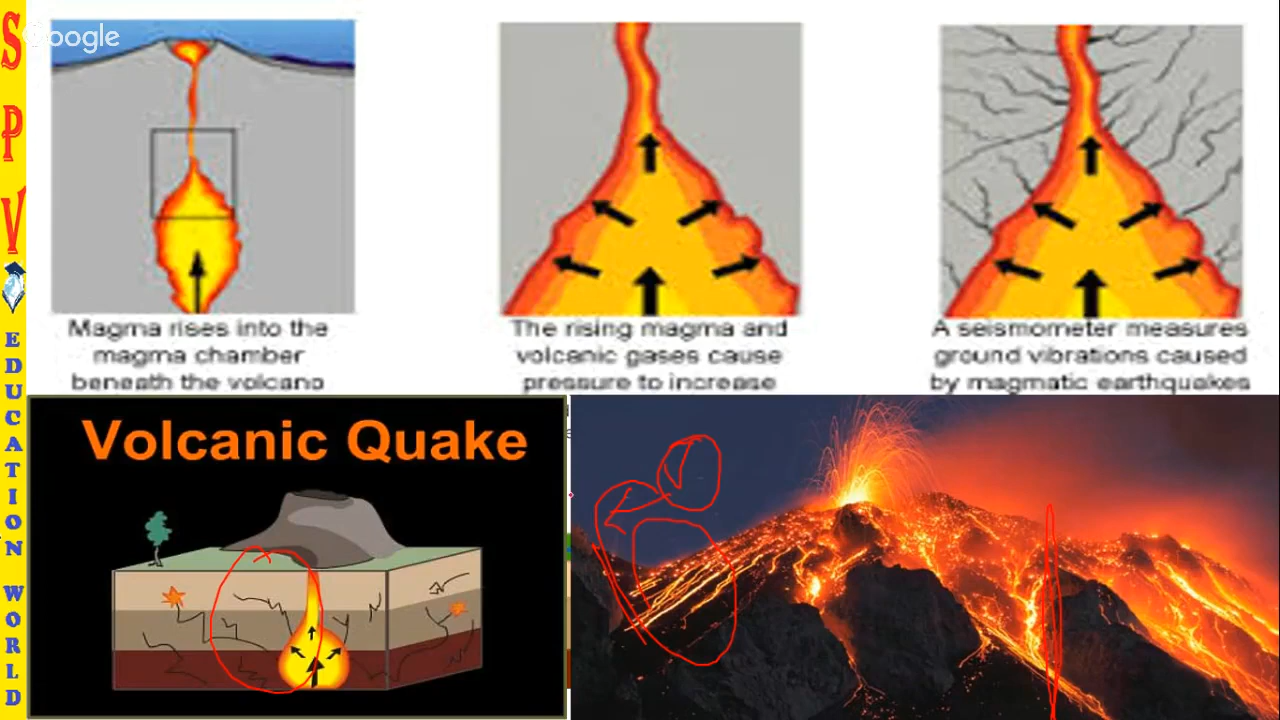 Google
S
P
V
EDUCATION
WORLD
Magma rises into the
magma chamber
beneath the volcano
The rising magma and
volcanic gases cause
pressure to increase
A seismometer measures
ground vibrations caused
by magmatic earthquakes
Volcanic Quake